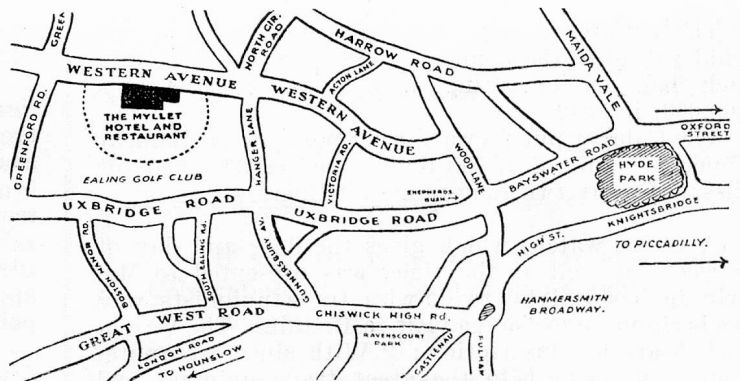 GREEN
NORTH CIR.
ROAD
HARROW ROAD
MAIDA VALE
WESTERN AVENUE
ACTON LANE
WESTERN AVENUE
OXFORD
STREET
GREENFORD RD.
THE MYLLET
HOTEL AND
RESTAURANT
HANGER LANE
VICTORIA RD.
WOOD LANE
BAYSWATER ROAD
HYDE
PARK
EALING GOLF CLUB
SHEPHERDS
BUSH
UXBRIDGE ROAD
UXBRIDGE ROAD
KNIGHTSBRIDGE
HIGH ST.
TO PICCADILLY.
BOSTON MANOR RD.
SOUTH EALING RD.
GUNNERSBURY AV.
HAMMERSMITH
BROADWAY.
GREAT WEST ROAD
CHISWICK HIGH Rd.
RAVENSCOURT
PARK
CASTELNAU
LONDON ROAD
TO HOUNSLOW